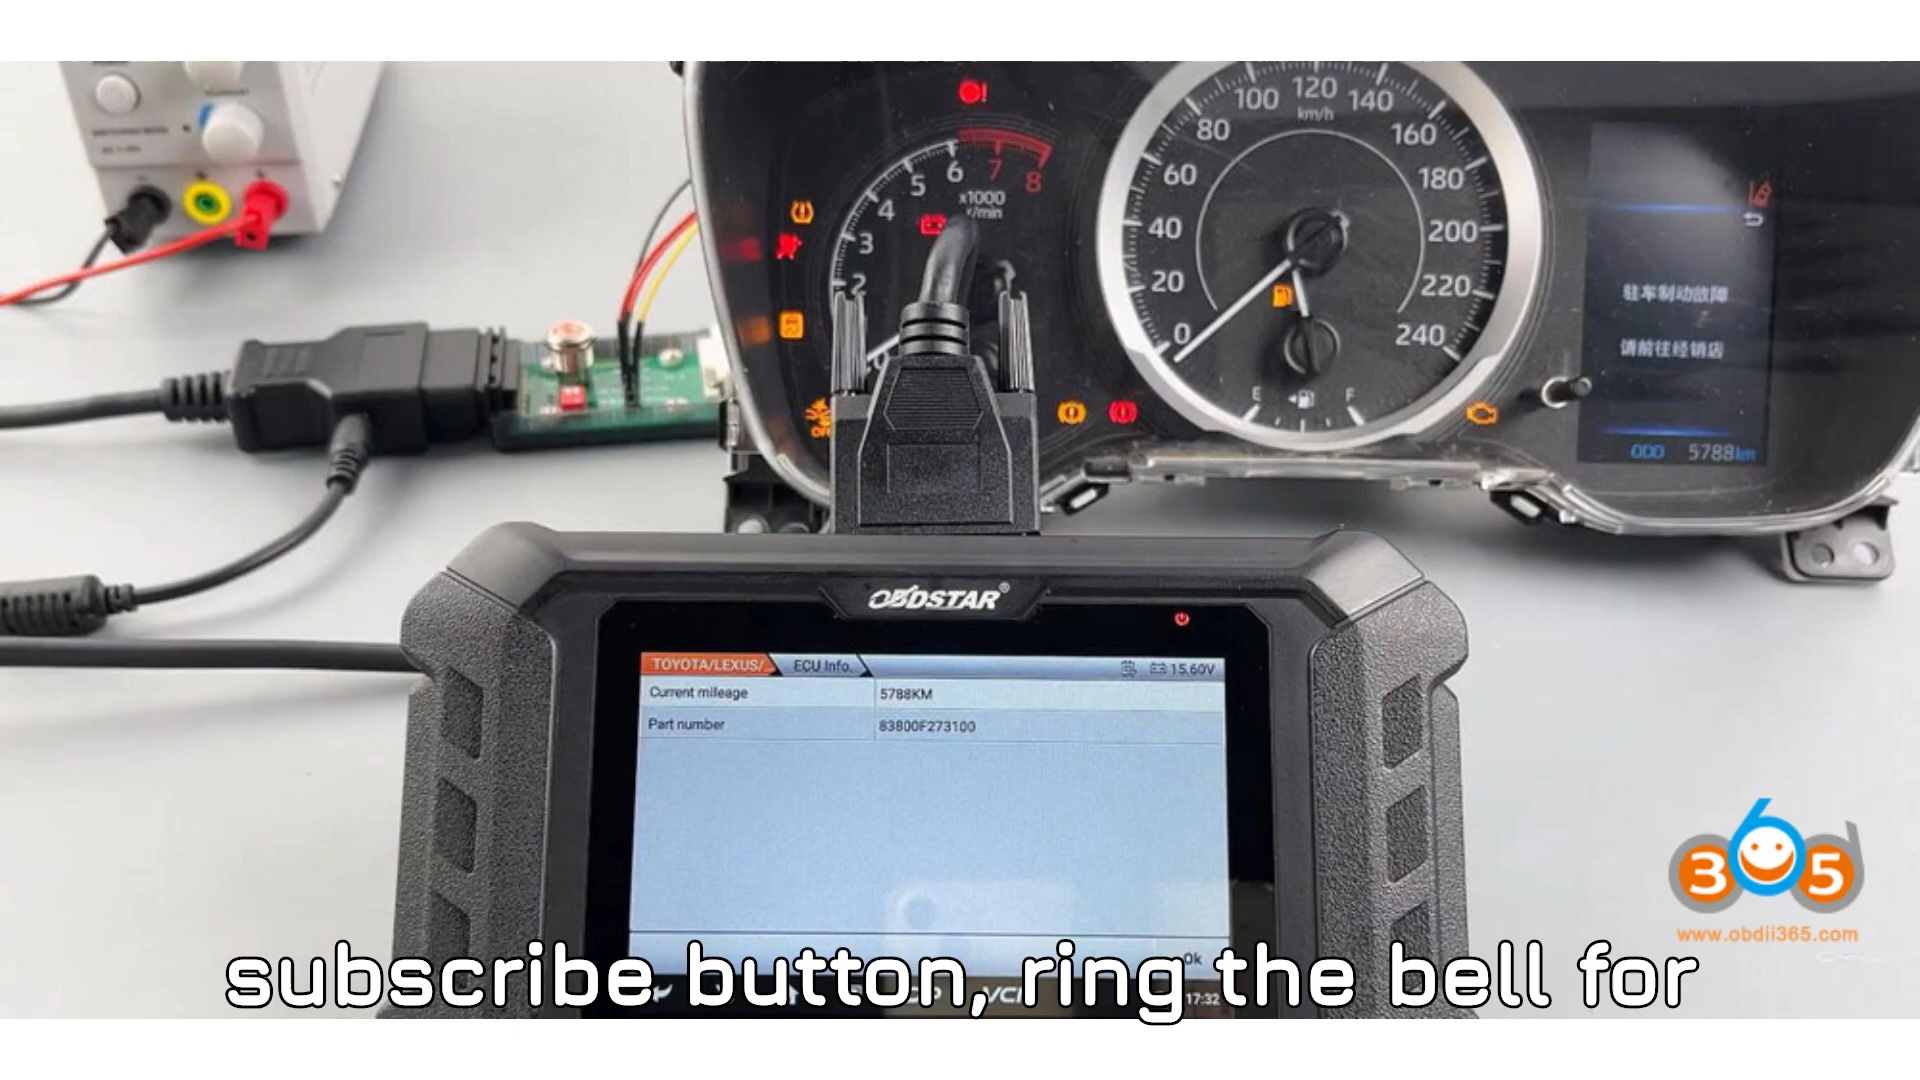 120
100
140
km/h
80
160
60
180
40
200
20
220
0
240
E
F
8
7
6
5
4
3
2
x1000
r/min
驻车制动故障
请前往经销店
ODO 5788km
OBDSTAR®
TOYOTA/LEXUS/ ECU Info. 15.60V
Current mileage 5788KM
Part number 83800F273100
Ok
17:32
365
www.obdii365.com
subscribe button, ring the bell for